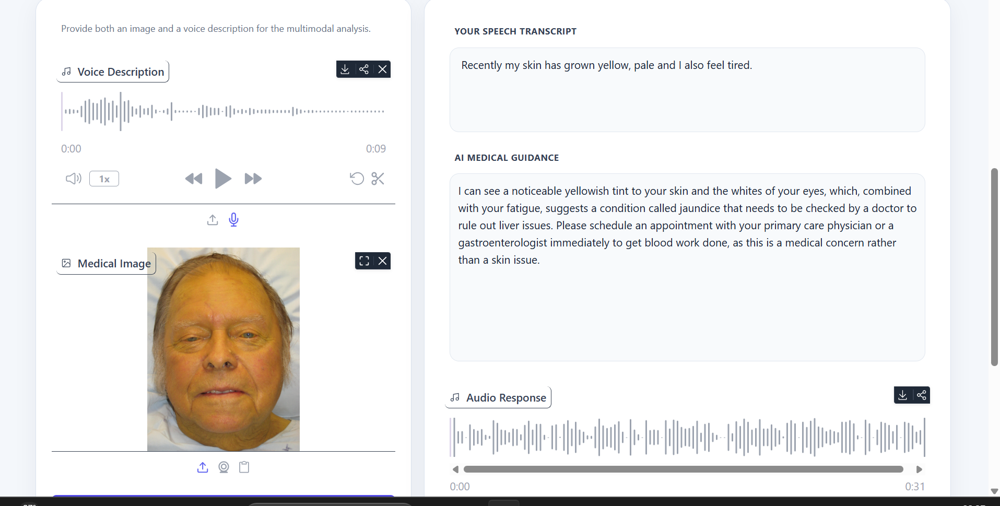 Provide both an image and a voice description for the multimodal analysis.
Voice Description
0:00
0:09
1x
Medical Image
YOUR SPEECH TRANSCRIPT
Recently my skin has grown yellow, pale and I also feel tired.
AI MEDICAL GUIDANCE
I can see a noticeable yellowish tint to your skin and the whites of your eyes, which, combined
with your fatigue, suggests a condition called jaundice that needs to be checked by a doctor to
rule out liver issues. Please schedule an appointment with your primary care physician or a
gastroenterologist immediately to get blood work done, as this is a medical concern rather
than a skin issue.
Audio Response
0:00
0:31